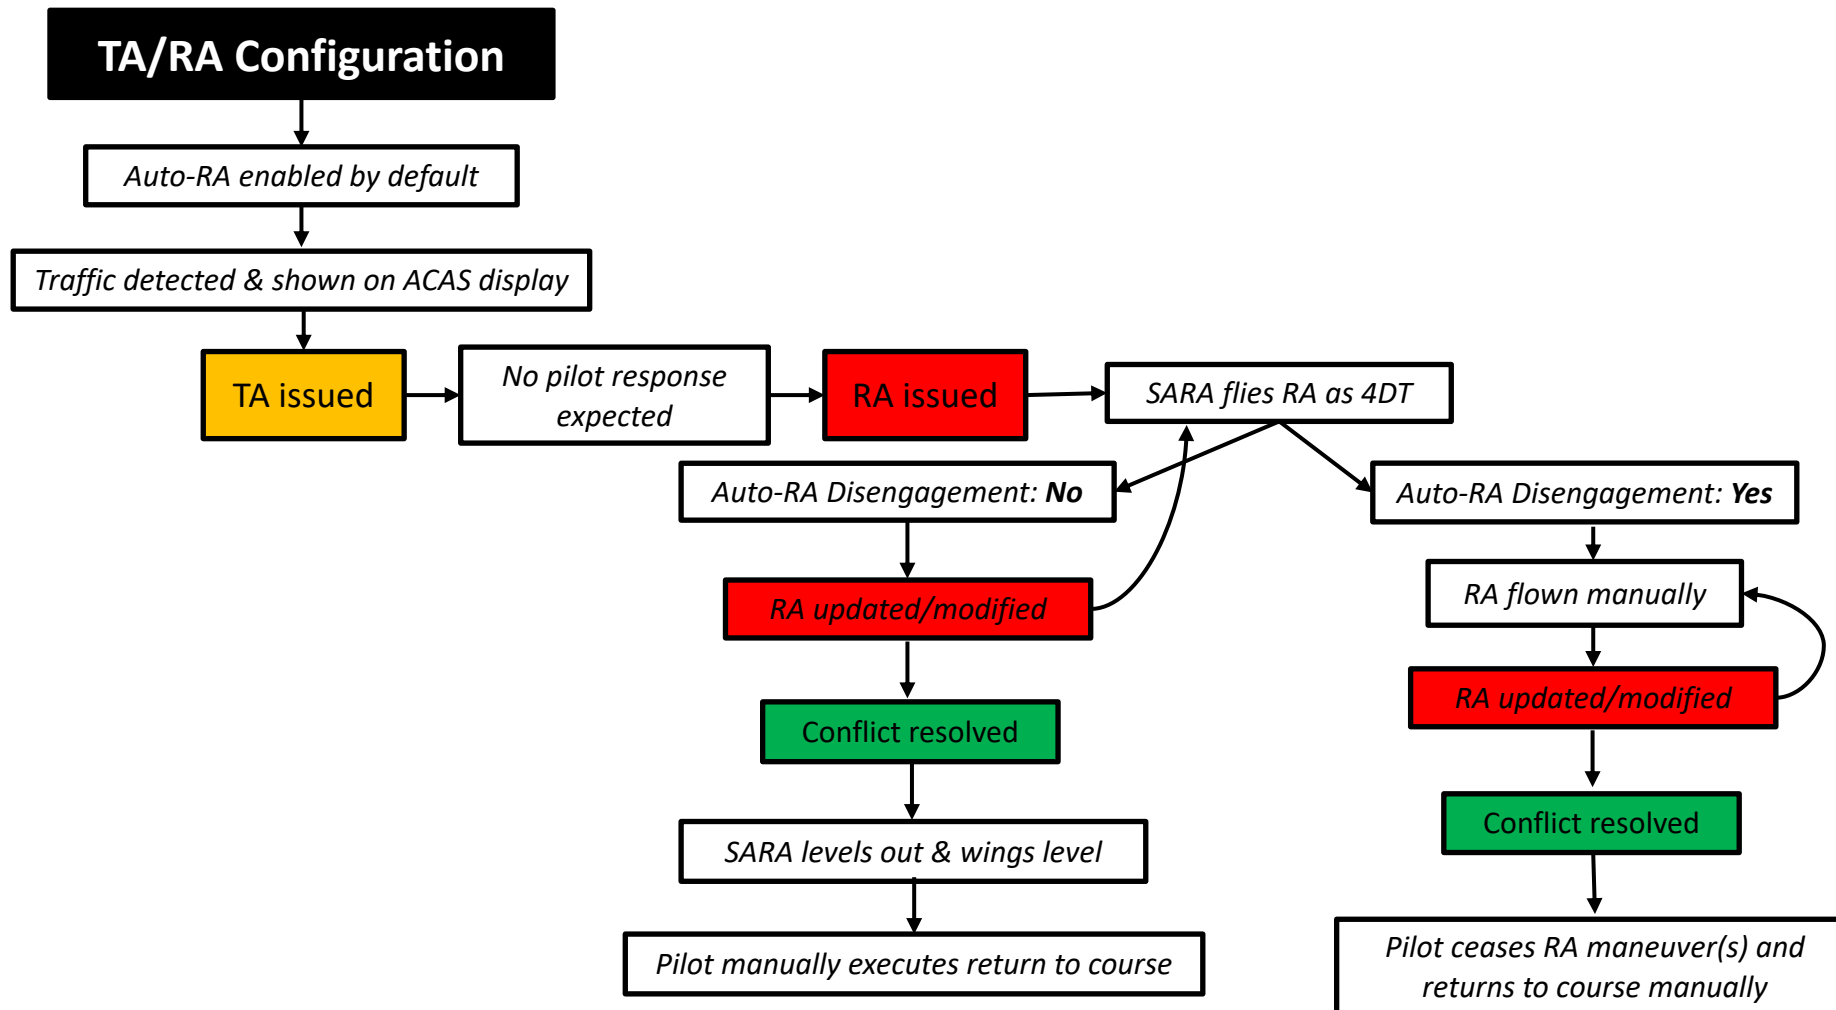 TA/RA Configuration
Auto-RA enabled by default
Traffic detected & shown on ACAS display
TA issued
No pilot response
expected
RA issued
SARA flies RA as 4DT
Auto-RA Disengagement: No
RA updated/modified
Conflict resolved
SARA levels out & wings level
Pilot manually executes return to course
Auto-RA Disengagement: Yes
RA flown manually
RA updated/modified
Conflict resolved
Pilot ceases RA maneuver(s) and
returns to course manually